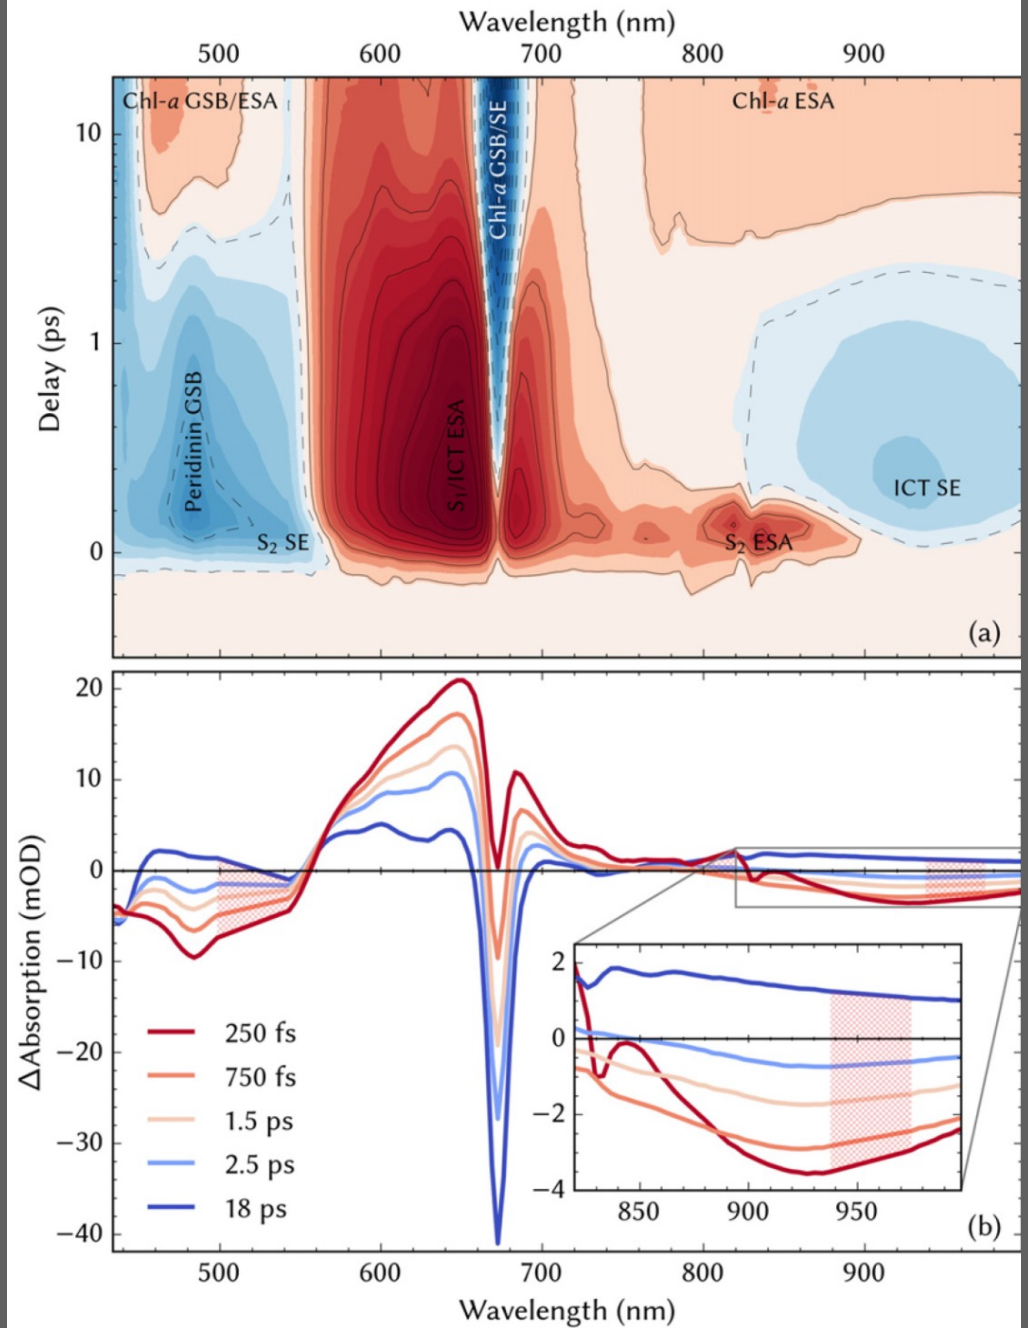 Wavelength (nm)
500 600 700 800 900
Chl-a GSB/ESA
Chl-a GSB/SE
Chl-a ESA
10
1
0
Delay (ps)
Peridinin GSB
S₂ SE
S₁/ICT ESA
S₂ ESA
ICT SE
(a)
20
10
0
−10
−20
−30
−40
ΔAbsorption (mOD)
250 fs
750 fs
1.5 ps
2.5 ps
18 ps
2
0
−2
−4
850 900 950
(b)
500 600 700 800 900
Wavelength (nm)